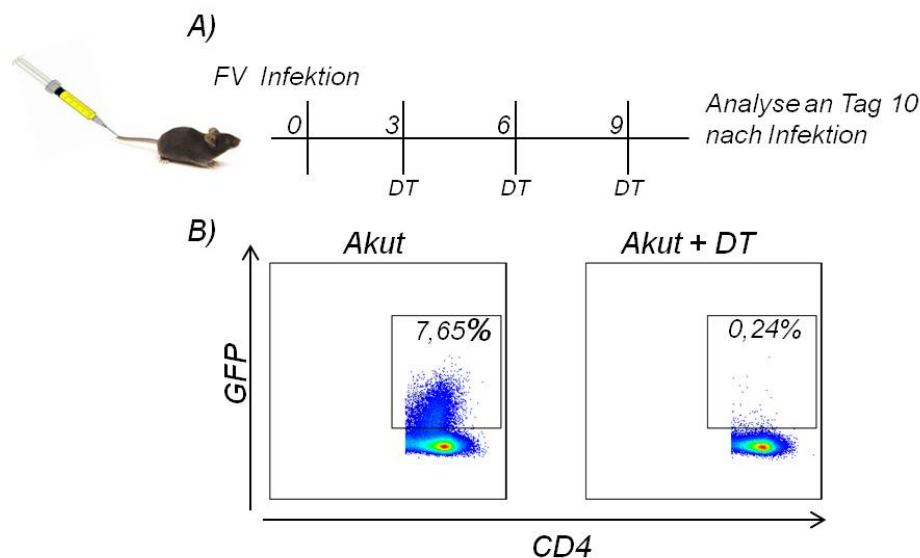 A)
FV Infektion
0 3 6 9
Analyse an Tag 10
nach Infektion
DT DT DT
B)
Akut Akut + DT
7,65% 0,24%
GFP
CD4